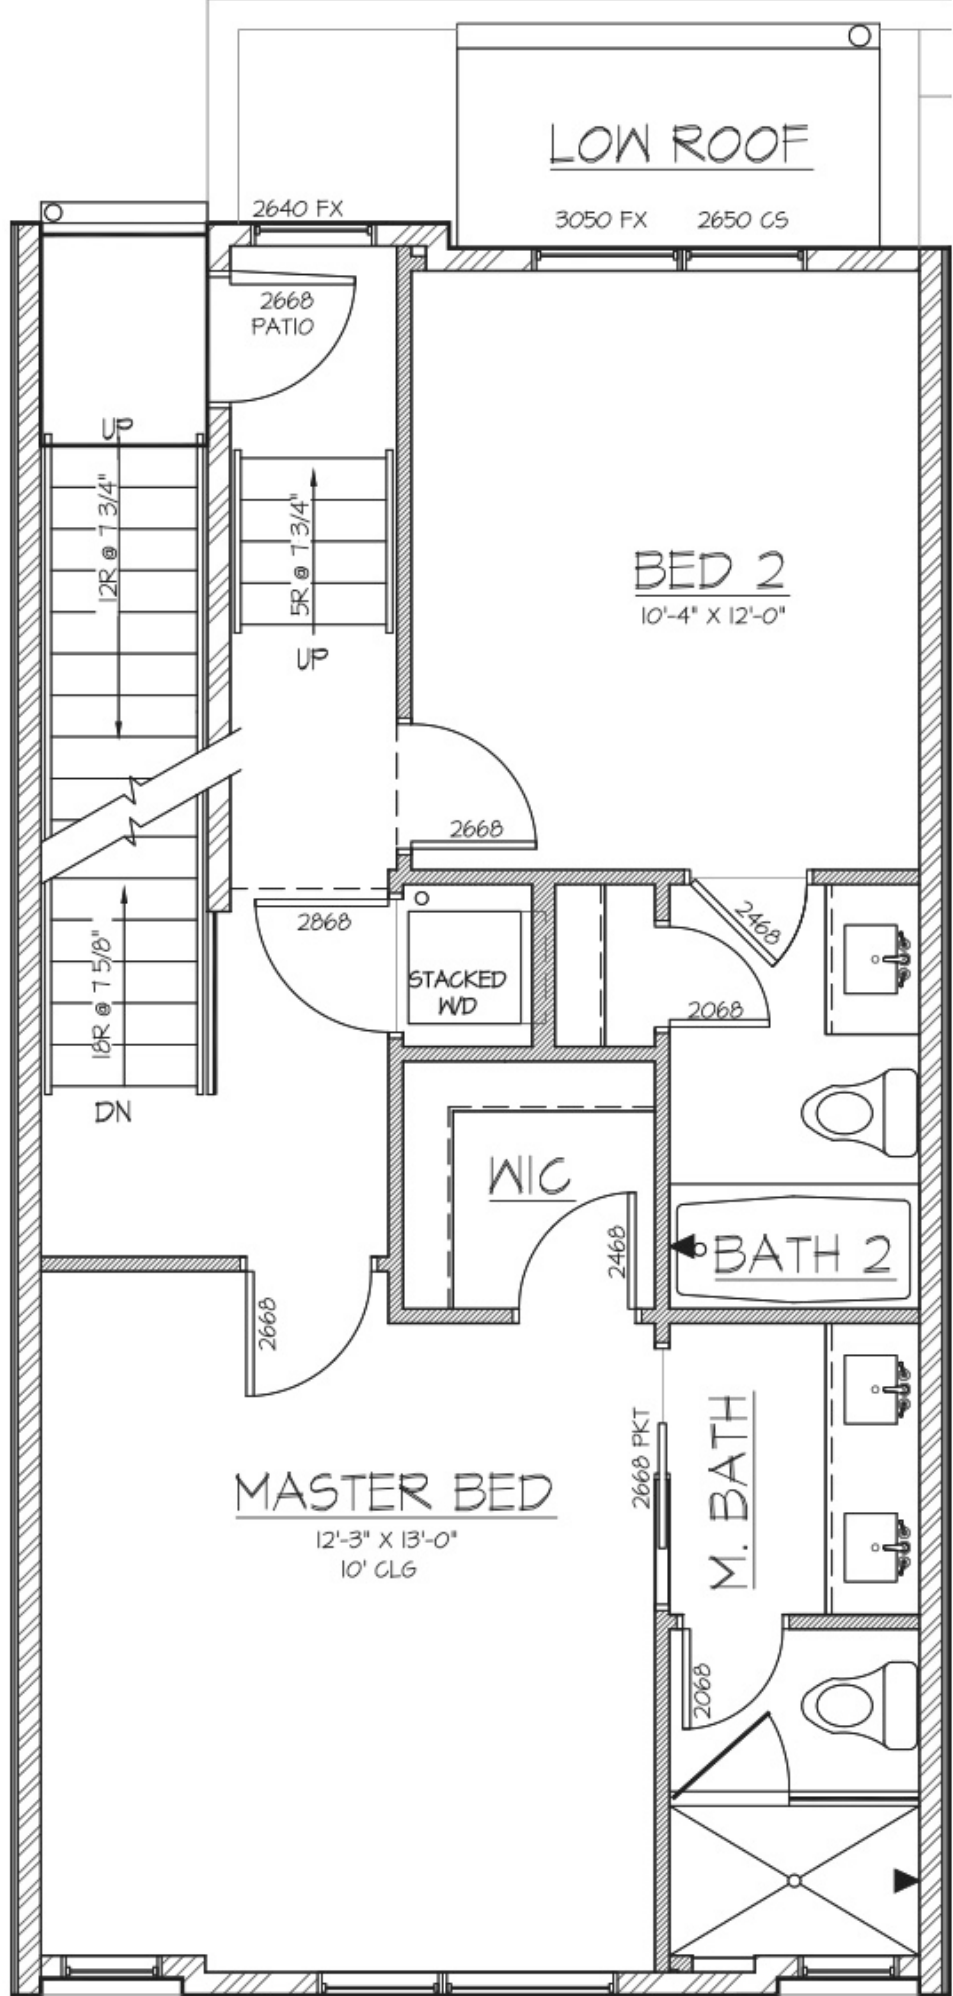 LOW ROOF
2640 FX
3050 FX
2650 CS
2668
PATIO
UP
12R @ 7 3/4"
5R @ 7 3/4"
UP
BED 2
10'-4" X 12'-0"
2668
2868
2468
STACKED
W/D
2068
18R @ 7 5/8"
DN
WIC
2468
BATH 2
2668
2668 PKT
M. BATH
MASTER BED
12'-3" X 13'-0"
10' CLG
2068